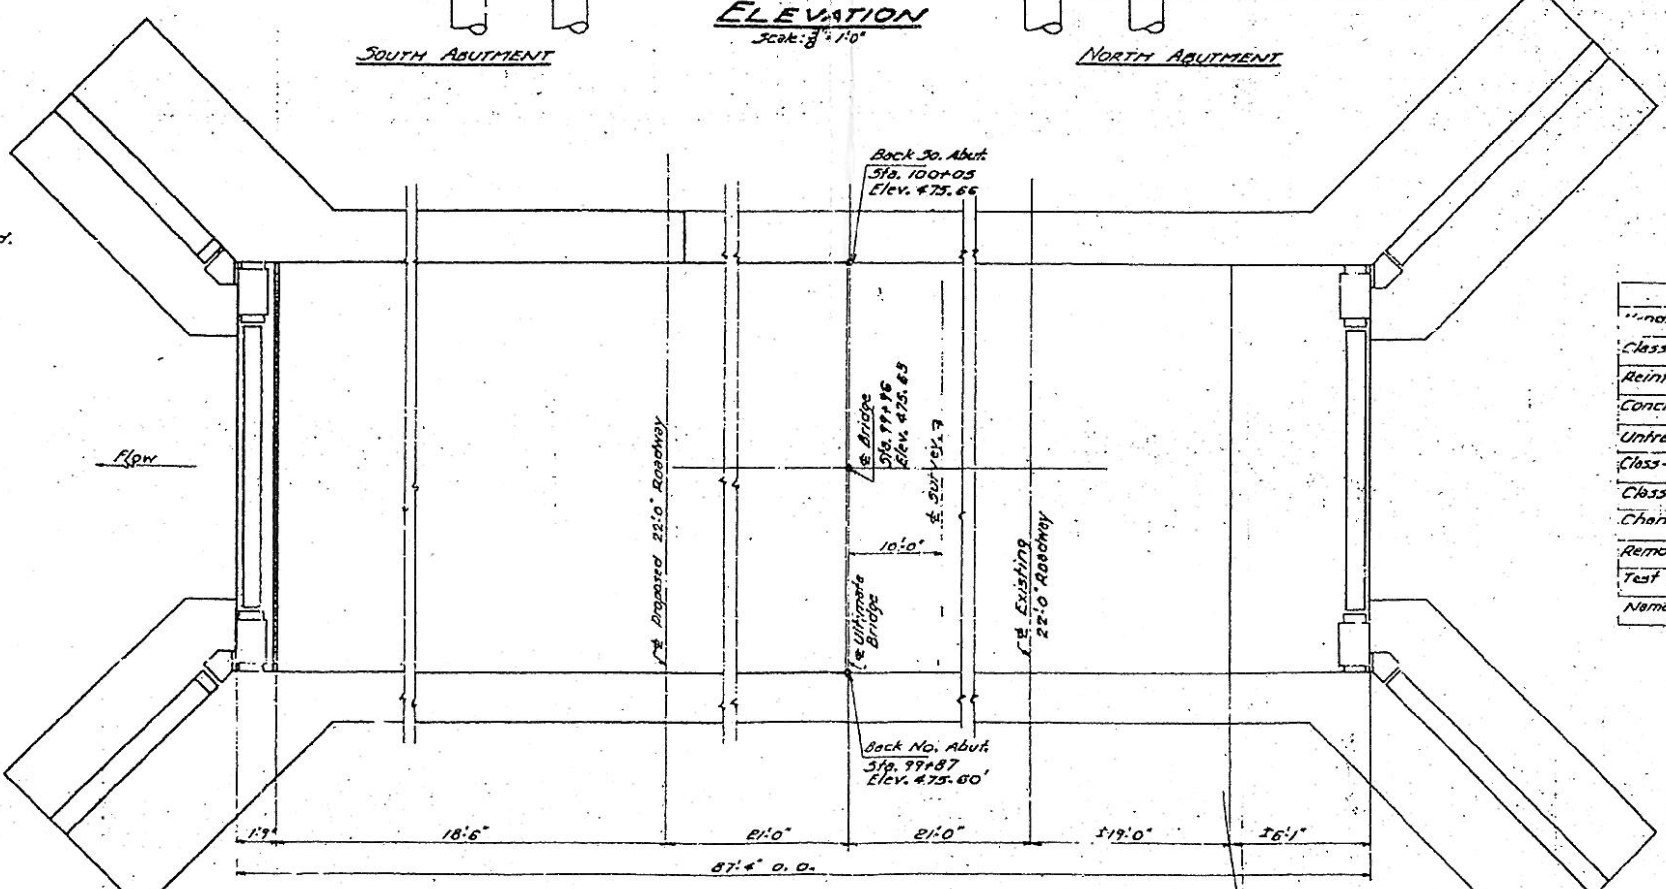 ELEVATION
Scale: 3/8" = 1'-0"
SOUTH ABUTMENT
NORTH ABUTMENT
Back So. Abut.
Sta. 100+05
Elev. 475.66
Flow
℄ Proposed 22'-0" Roadway
℄ Bridge
Sta. 99+96
Elev. 475.63
℄ Survey
10'-0"
℄ Ultimate
Bridge
℄ Existing
22'-0" Roadway
Class
Rein
Conc
Untre
Class-
Class
Chan
Remo
Test
Name
Back No. Abut.
Sta. 99+87
Elev. 475.60'
1'-9"
18'-6"
21'-0"
21'-0"
±19'-0"
±6'-1"
87'-4" O.O.